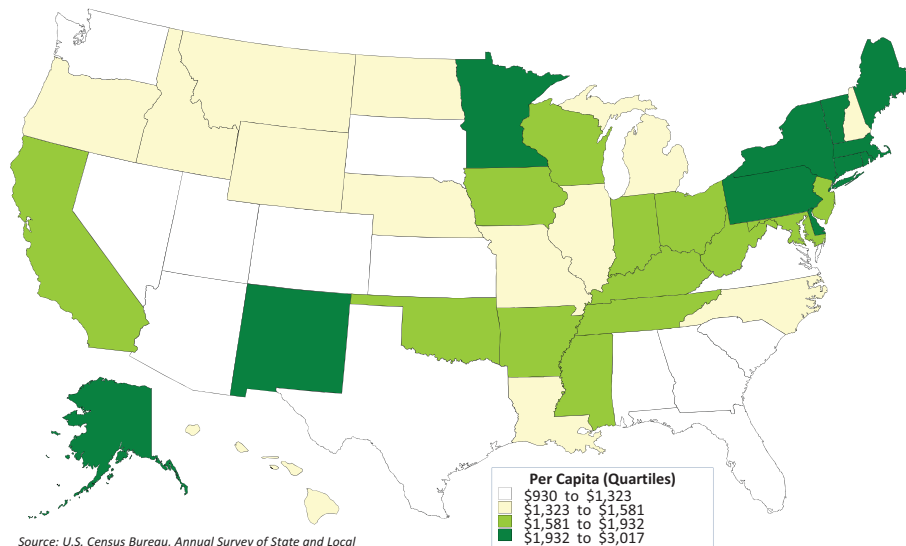 Per Capita (Quartiles)
$930 to $1,323
$1,323 to $1,581
$1,581 to $1,932
$1,932 to $3,017
Source: U.S. Census Bureau, Annual Survey of State and Local